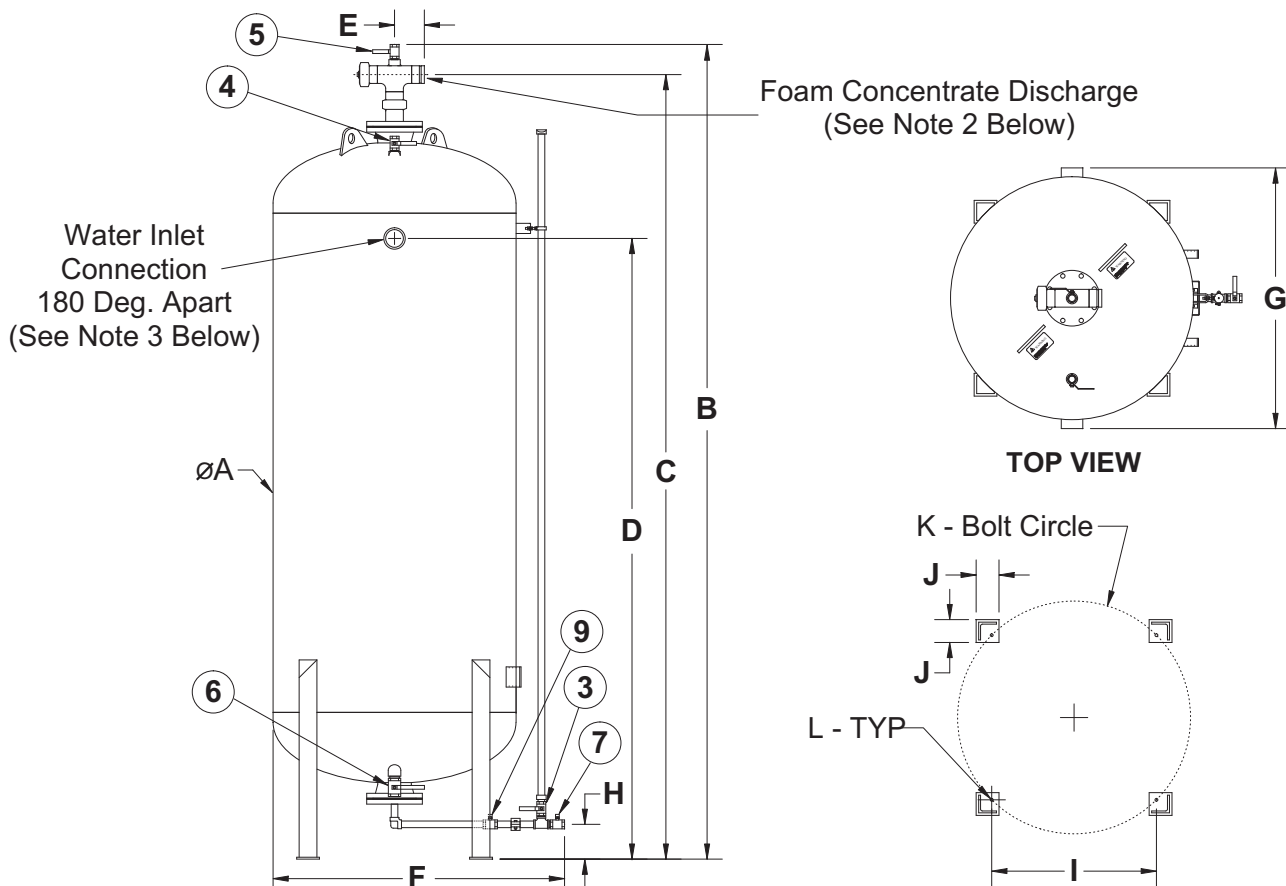 E
5
4
Foam Concentrate Discharge
(See Note 2 Below)
Water Inlet
Connection
180 Deg. Apart
(See Note 3 Below)
G
B
TOP VIEW
øA
C
K - Bolt Circle
D
J
9
J
3
6
7
L - TYP
H
F
I